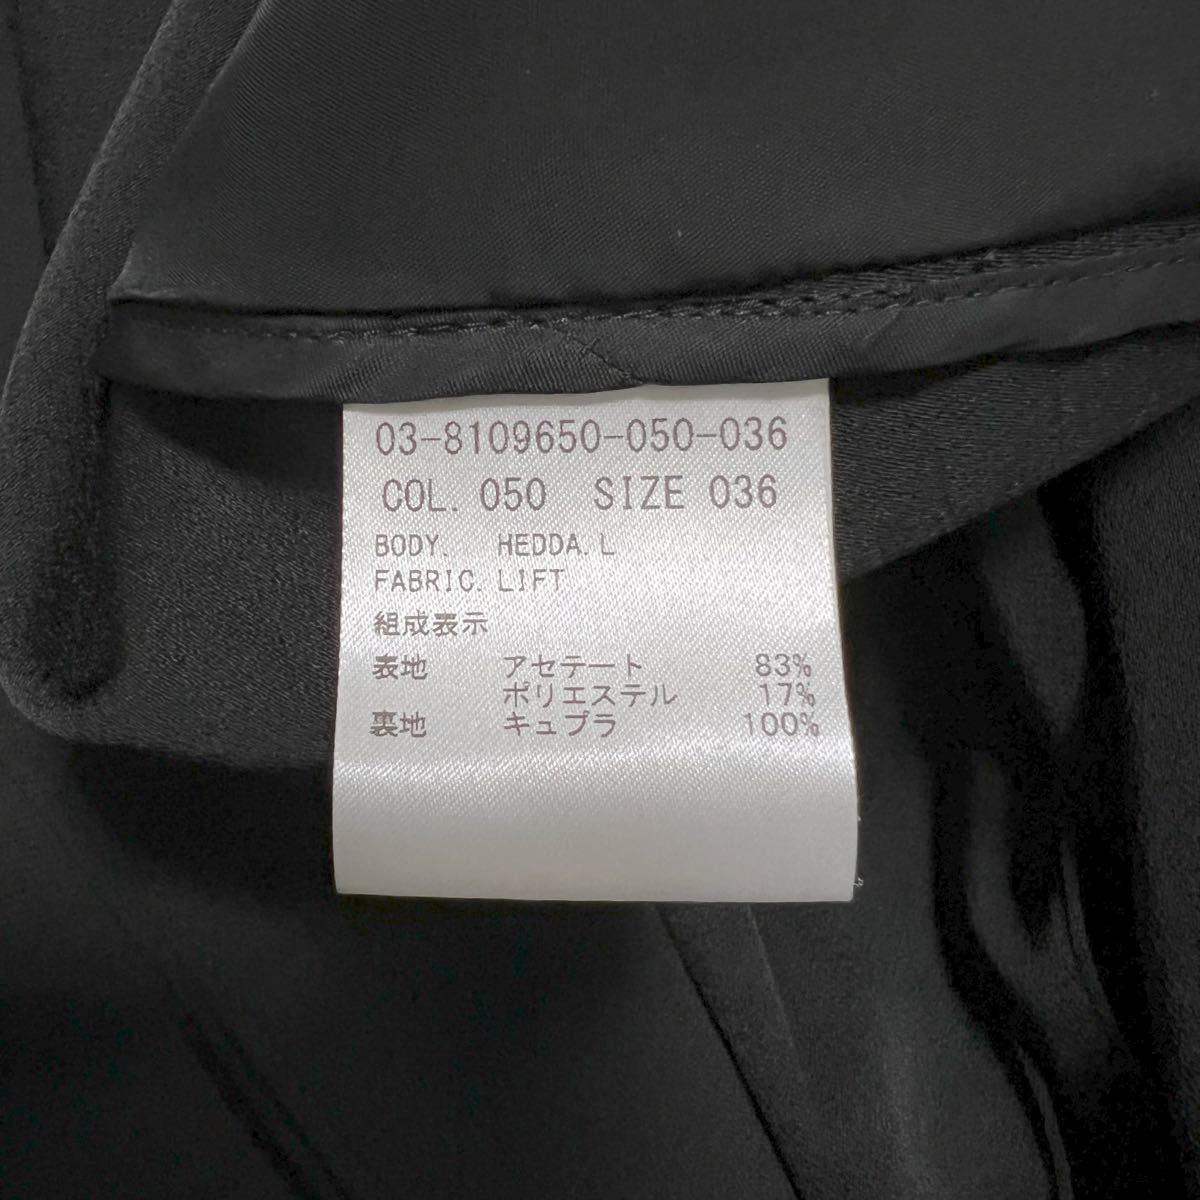 03-8109650-050-036
COL. 050 SIZE 036
BODY. HEDDA.L
FABRIC. LIFT
組成表示
表地 アセテート 83%
ポリエステル 17%
裏地 キュプラ 100%